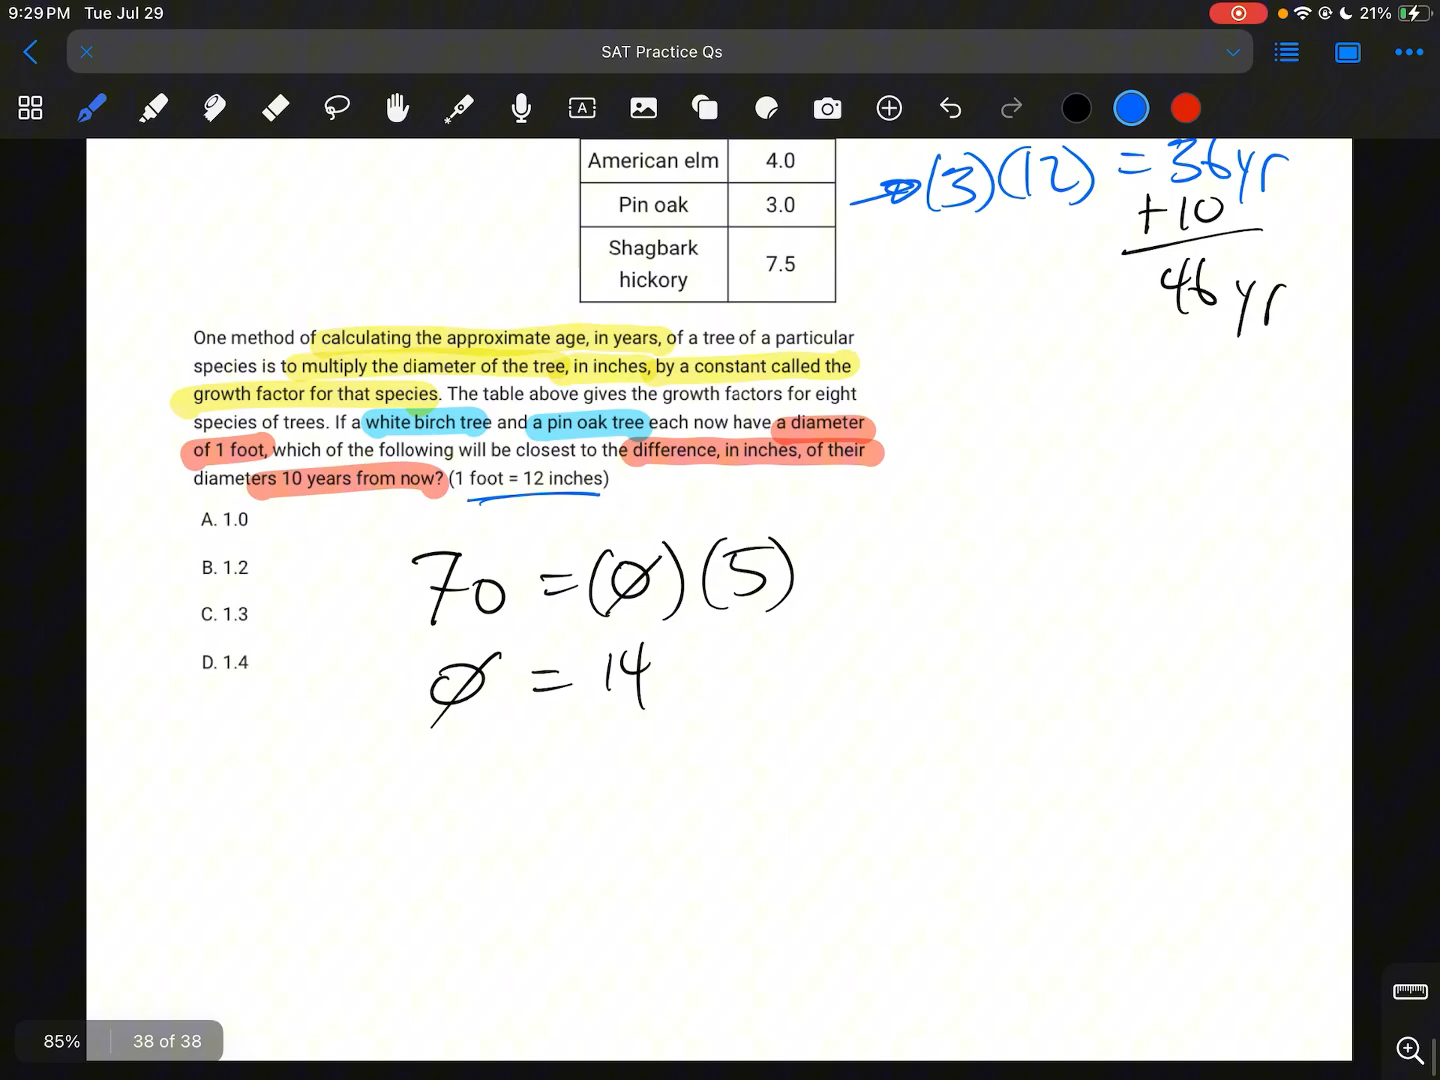 9:29 PM Tue Jul 29 21%
SAT Practice Qs
American elm 4.0
Pin oak 3.0
Shagbark hickory 7.5
(3)(12) = 36yr
+10
46 yr
One method of calculating the approximate age, in years, of a tree of a particular
species is to multiply the diameter of the tree, in inches, by a constant called the
growth factor for that species. The table above gives the growth factors for eight
species of trees. If a white birch tree and a pin oak tree each now have a diameter
of 1 foot, which of the following will be closest to the difference, in inches, of their
diameters 10 years from now? (1 foot = 12 inches)
A. 1.0
B. 1.2
C. 1.3
D. 1.4
70 = (∅)(5)
∅ = 14
85% 38 of 38